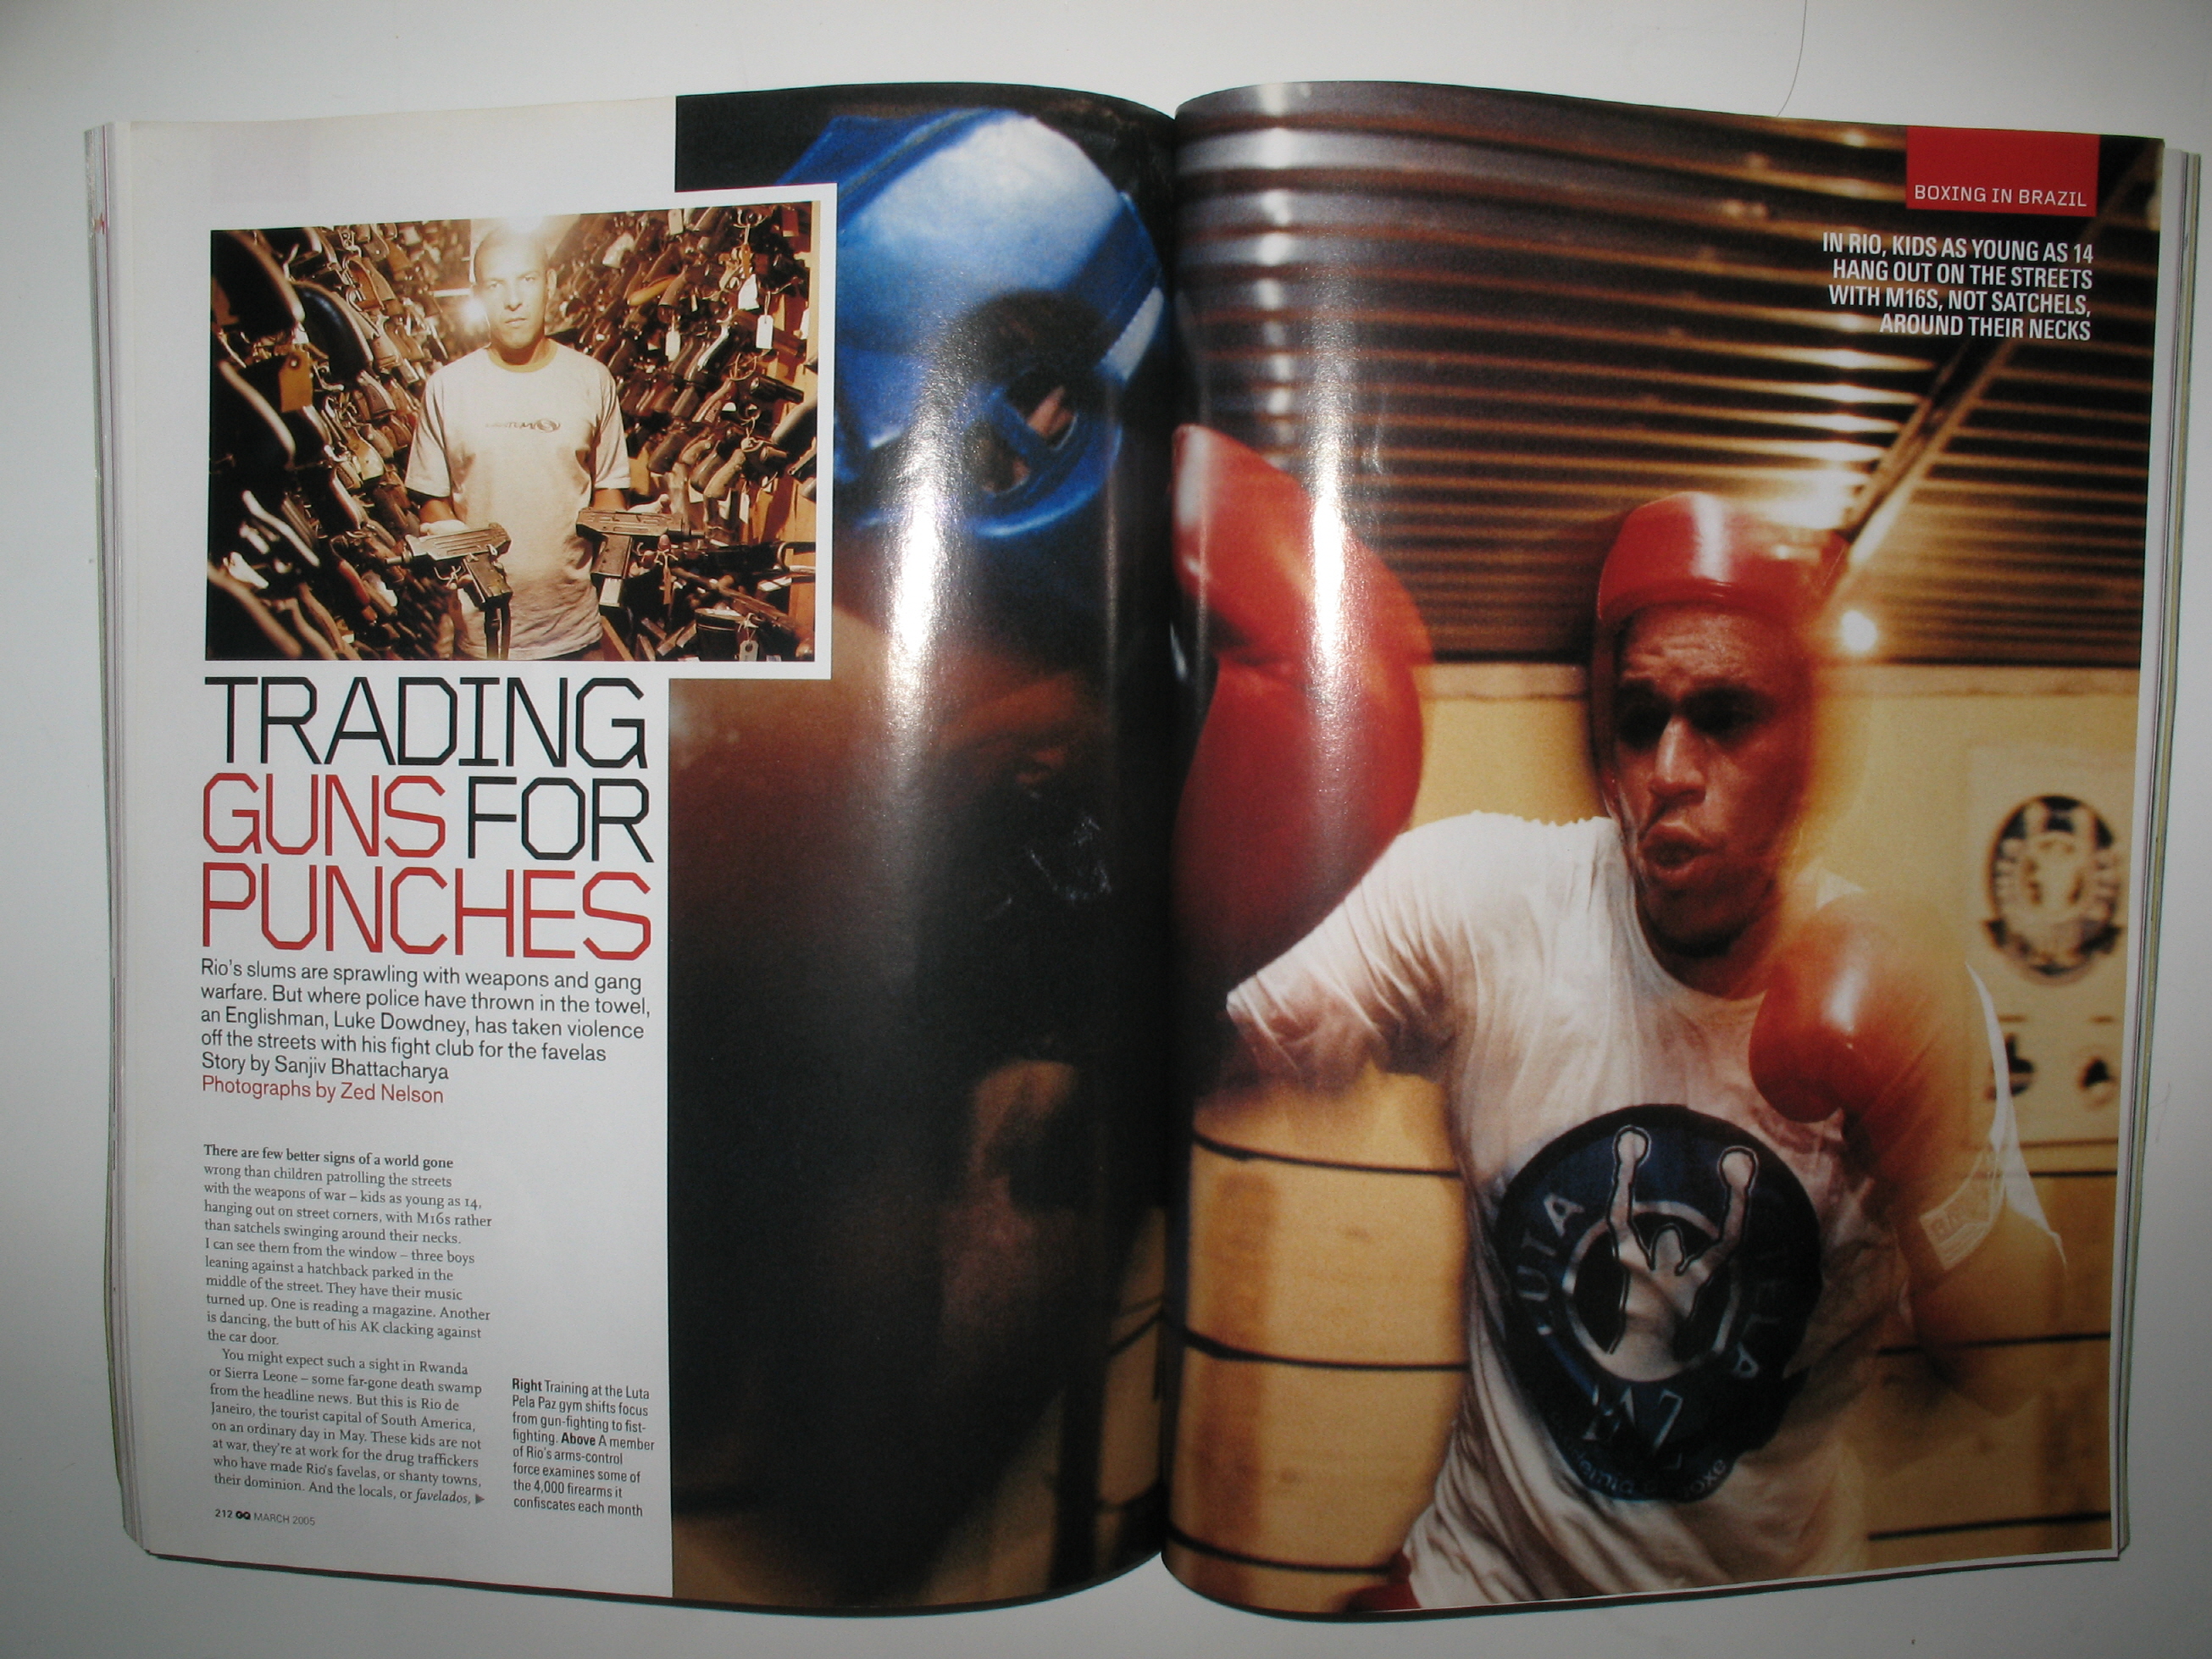 TRADING
GUNS FOR
PUNCHES
Rio's slums are sprawling with weapons and gang
warfare. But where police have thrown in the towel,
an Englishman, Luke Dowdney, has taken violence
off the streets with his fight club for the favelas
Story by Sanjiv Bhattacharya
Photographs by Zed Nelson
There are few better signs of a world gone
wrong than children patrolling the streets
with the weapons of war – kids as young as 14,
hanging out on street corners, with M16s rather
than satchels swinging around their necks.
I can see them from the window – three boys
leaning against a hatchback parked in the
middle of the street. They have their music
turned up. One is reading a magazine. Another
is dancing, the butt of his AK clacking against
the car door.
You might expect such a sight in Rwanda
or Sierra Leone – some far-gone death swamp
from the headline news. But this is Rio de
Janeiro, the tourist capital of South America,
on an ordinary day in May. These kids are not
at war, they're at work for the drug traffickers
who have made Rio's favelas, or shanty towns,
their dominion. And the locals, or favelados,
Right Training at the Luta
Pela Paz gym shifts focus
from gun-fighting to fist-
fighting. Above A member
of Rio's arms-control
force examines some of
the 4,000 firearms it
confiscates each month
212 GQ MARCH 2005
BOXING IN BRAZIL
IN RIO, KIDS AS YOUNG AS 14
HANG OUT ON THE STREETS
WITH M16S, NOT SATCHELS,
AROUND THEIR NECKS
LUTA PELA
PAZ